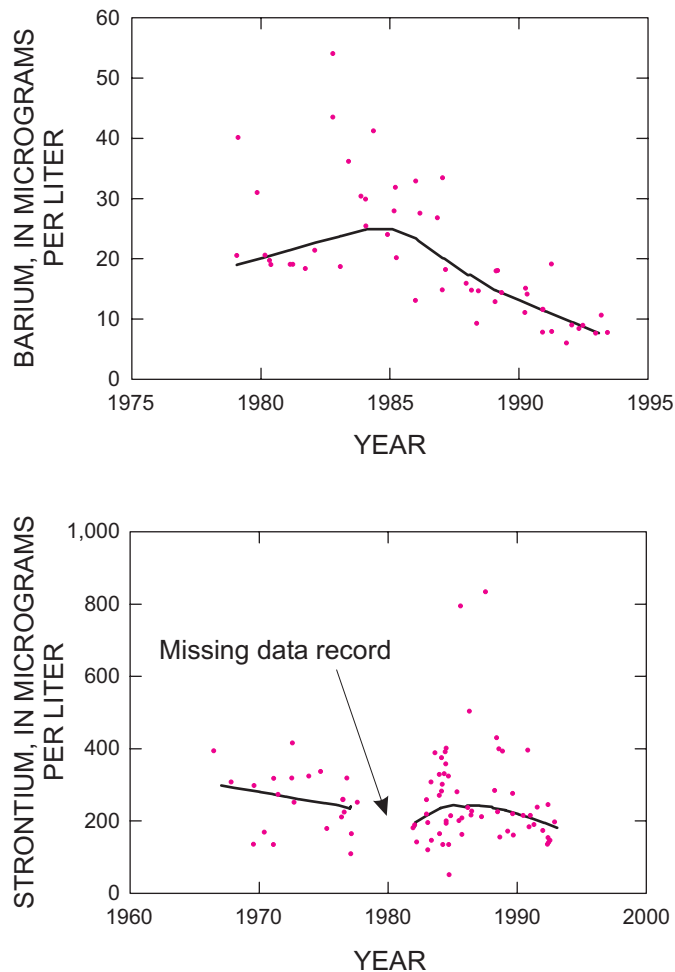 BARIUM, IN MICROGRAMS
PER LITER
60
50
40
30
20
10
0
1975 1980 1985 1990 1995
YEAR
STRONTIUM, IN MICROGRAMS
PER LITER
1,000
800
600
400
200
0
Missing data record
1960 1970 1980 1990 2000
YEAR